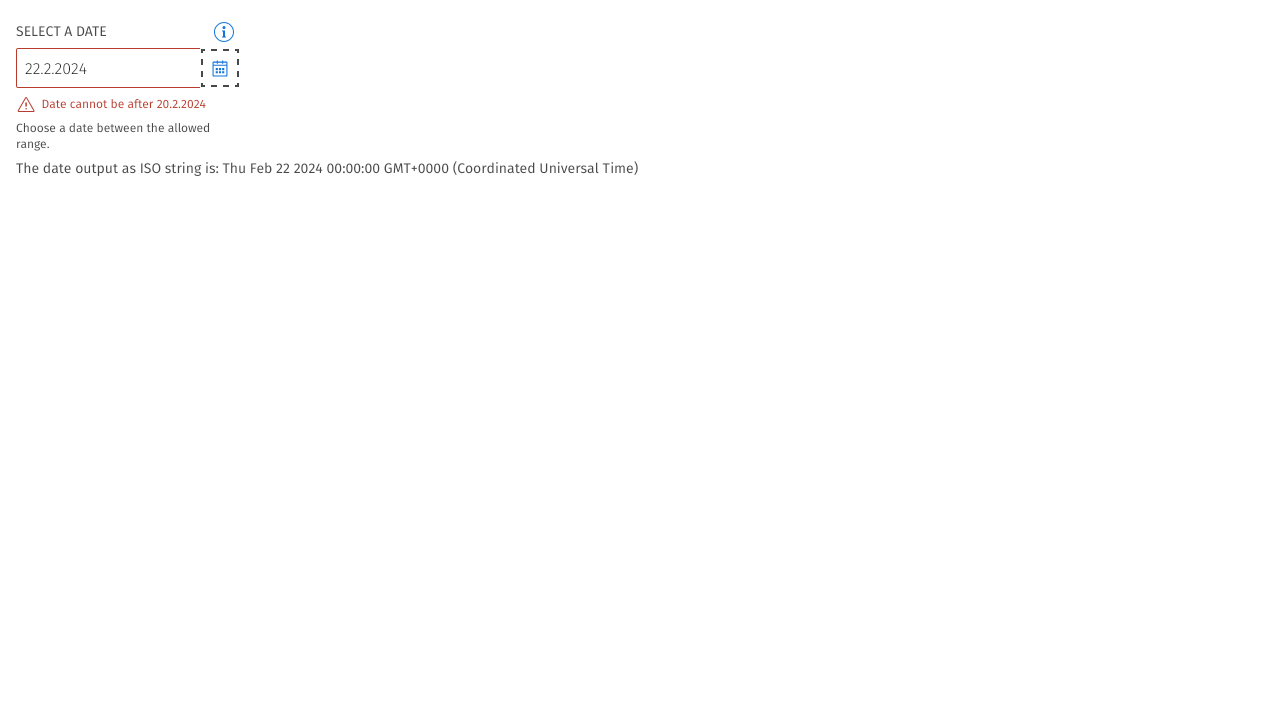 SELECT A DATE
22.2.2024
Date cannot be after 20.2.2024
Choose a date between the allowed
range.
The date output as ISO string is: Thu Feb 22 2024 00:00:00 GMT+0000 (Coordinated Universal Time)